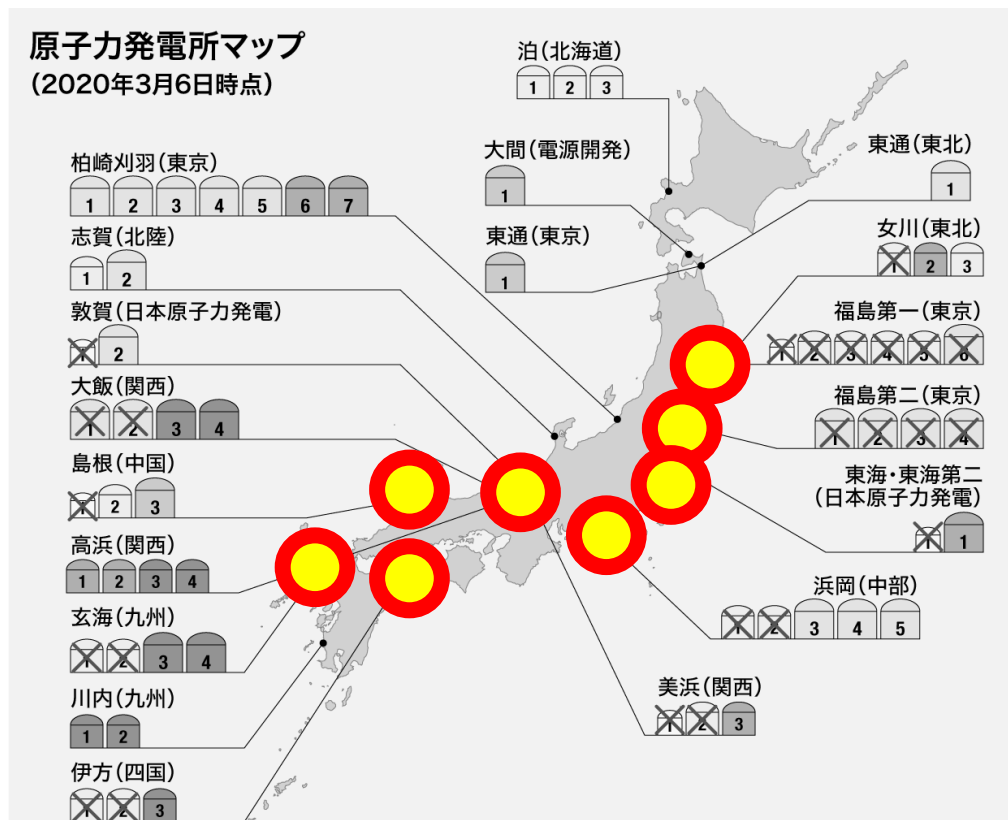 原子力発電所マップ
(2020年3月6日時点)
泊(北海道)
1 2 3
大間(電源開発)
1
東通(東北)
1
柏崎刈羽(東京)
1 2 3 4 5 6 7
東通(東京)
1
女川(東北)
1 2 3
志賀(北陸)
1 2
敦賀(日本原子力発電)
1 2
福島第一(東京)
1 2 3 4 5 6
大飯(関西)
1 2 3 4
福島第二(東京)
1 2 3 4
島根(中国)
1 2 3
東海・東海第二
(日本原子力発電)
1 1
高浜(関西)
1 2 3 4
浜岡(中部)
1 2 3 4 5
玄海(九州)
1 2 3 4
川内(九州)
1 2
美浜(関西)
1 2 3
伊方(四国)
1 2 3